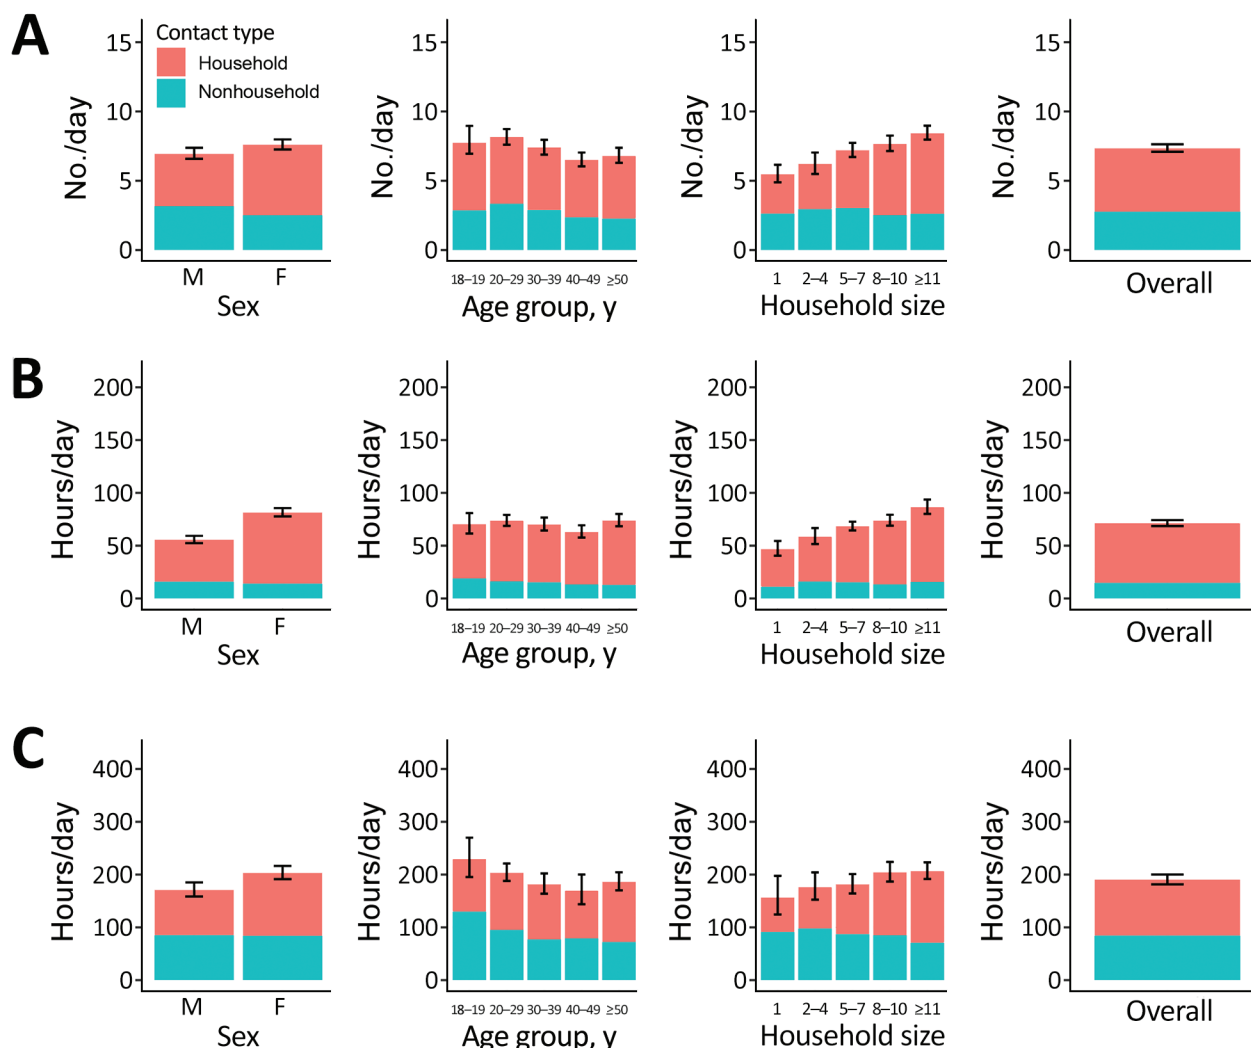 A
No./day
15
10
5
0
Contact type
Household
Nonhousehold
M F
Sex
No./day
15
10
5
0
18–19 20–29 30–39 40–49 ≥50
Age group, y
No./day
15
10
5
0
1 2–4 5–7 8–10 ≥11
Household size
No./day
15
10
5
0
Overall
B
Hours/day
200
150
100
50
0
M F
Sex
Hours/day
200
150
100
50
0
18–19 20–29 30–39 40–49 ≥50
Age group, y
Hours/day
200
150
100
50
0
1 2–4 5–7 8–10 ≥11
Household size
Hours/day
200
150
100
50
0
Overall
C
Hours/day
400
300
200
100
0
M F
Sex
Hours/day
400
300
200
100
0
18–19 20–29 30–39 40–49 ≥50
Age group, y
Hours/day
400
300
200
100
0
1 2–4 5–7 8–10 ≥11
Household size
Hours/day
400
300
200
100
0
Overall